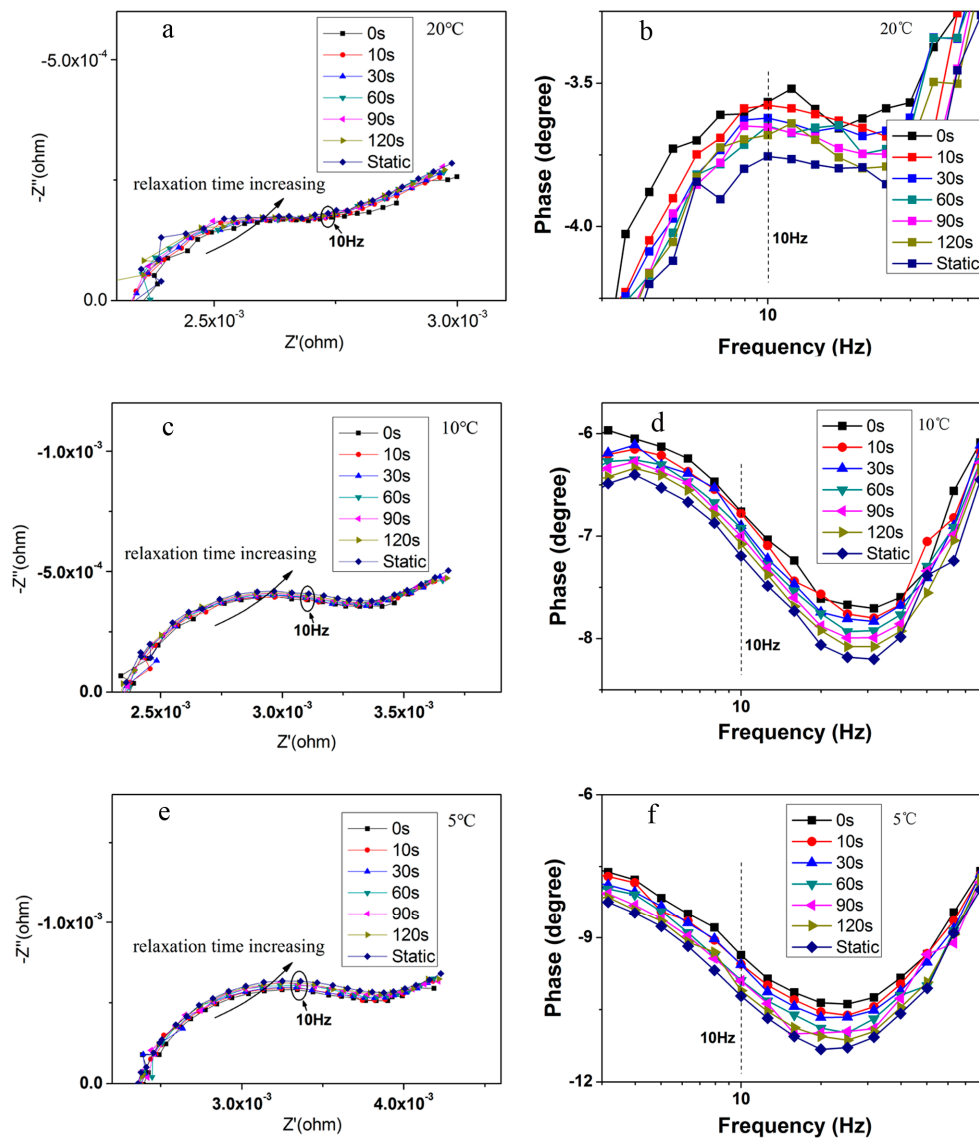 a
20℃
0s
10s
30s
60s
90s
120s
Static
relaxation time increasing
10Hz
-5.0x10⁻⁴
0.0
2.5x10⁻³
3.0x10⁻³
-Z''(ohm)
Z'(ohm)
b
20℃
-3.5
-4.0
0s
10s
30s
60s
90s
120s
Static
10Hz
10
Phase (degree)
Frequency (Hz)
c
10℃
0s
10s
30s
60s
90s
120s
Static
relaxation time increasing
10Hz
-1.0x10⁻³
-5.0x10⁻⁴
0.0
2.5x10⁻³
3.0x10⁻³
3.5x10⁻³
-Z''(ohm)
Z'(ohm)
d
10℃
0s
10s
30s
60s
90s
120s
Static
-6
-7
-8
10Hz
10
Phase (degree)
Frequency (Hz)
e
5℃
0s
10s
30s
60s
90s
120s
Static
relaxation time increasing
10Hz
-1.0x10⁻³
0.0
3.0x10⁻³
4.0x10⁻³
-Z''(ohm)
Z'(ohm)
f
5℃
0s
10s
30s
60s
90s
120s
Static
-6
-9
-12
10Hz
10
Phase (degree)
Frequency (Hz)